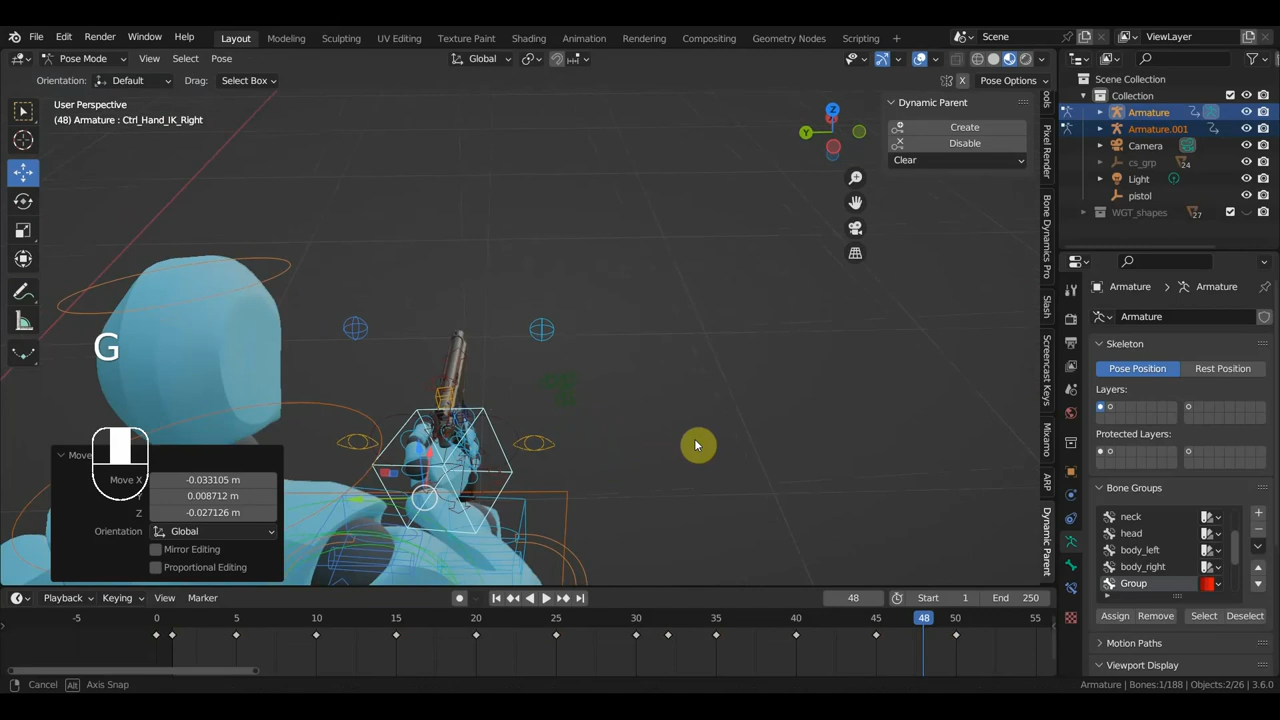 File Edit Render Window Help Layout Modeling Sculpting UV Editing Texture Paint Shading Animation Rendering Compositing Geometry Nodes Scripting + Scene ViewLayer
Pose Mode View Select Pose Global
Orientation: Default Drag: Select Box X Pose Options
User Perspective
(48) Armature : Ctrl_Hand_IK_Right
Dynamic Parent
Create
Disable
Clear
Z
Y
Pixel Render
Bone Dynamics Pro
Slash
Screencast Keys
Mixamo
ARP
Dynamic Parent
Scene Collection
Collection
Armature
Armature.001
Camera
cs_grp 24
Light
pistol
WGT_shapes 27
Armature Armature
Armature
Skeleton
Pose Position Rest Position
Layers:
Protected Layers:
Bone Groups
neck
head
body_left
body_right
Group
Assign Remove Select Deselect
Motion Paths
Viewport Display
G
Move
Move X -0.033105 m
Y 0.008712 m
Z -0.027126 m
Orientation Global
Mirror Editing
Proportional Editing
Playback Keying View Marker 48 Start 1 End 250
-5 0 5 10 15 20 25 30 35 40 45 48 50 55
Cancel Alt Axis Snap Armature | Bones:1/188 | Objects:2/26 | 3.6.0